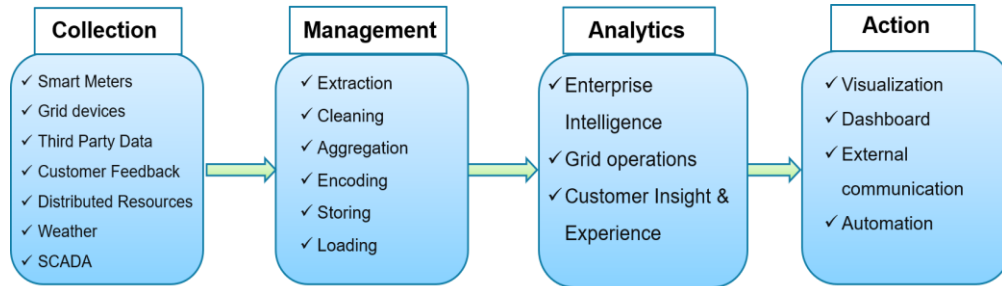 Collection
✓ Smart Meters
✓ Grid devices
✓ Third Party Data
✓ Customer Feedback
✓ Distributed Resources
✓ Weather
✓ SCADA
Management
✓ Extraction
✓ Cleaning
✓ Aggregation
✓ Encoding
✓ Storing
✓ Loading
Analytics
✓ Enterprise
Intelligence
✓ Grid operations
✓ Customer Insight &
Experience
Action
✓ Visualization
✓ Dashboard
✓ External
communication
✓ Automation